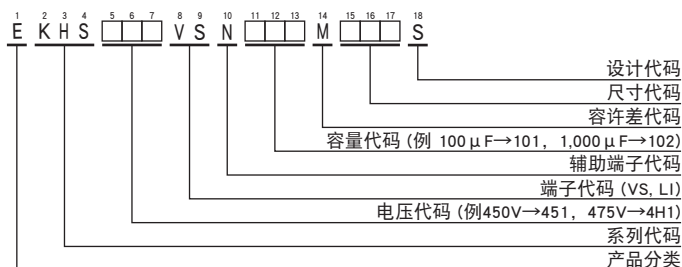 1 2 3 4 5 6 7 8 9 10 11 12 13 14 15 16 17 18
E K H S □□□ V S N □□□ M □□□ S
设计代码
尺寸代码
容许差代码
容量代码 (例 100μF→101, 1,000μF→102)
辅助端子代码
端子代码 (VS, LI)
电压代码 (例450V→451, 475V→4H1)
系列代码
产品分类